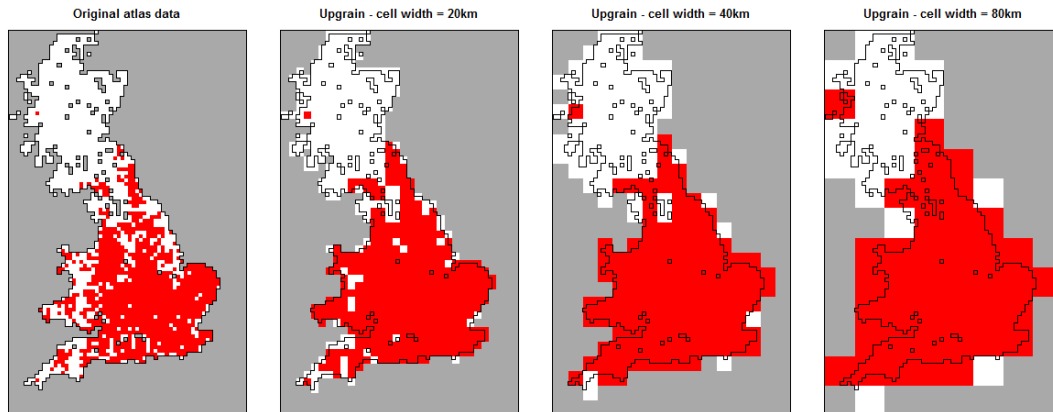 Original atlas data
Upgrain - cell width = 20km
Upgrain - cell width = 40km
Upgrain - cell width = 80km